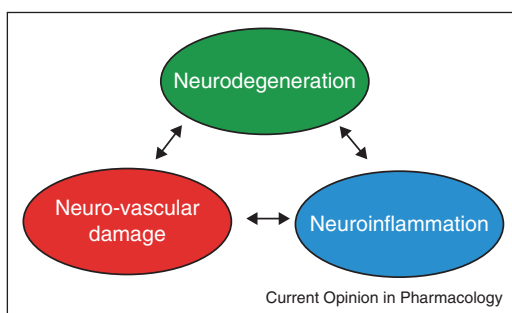 Neurodegeneration
Neuro-vascular
damage
Neuroinflammation
Current Opinion in Pharmacology